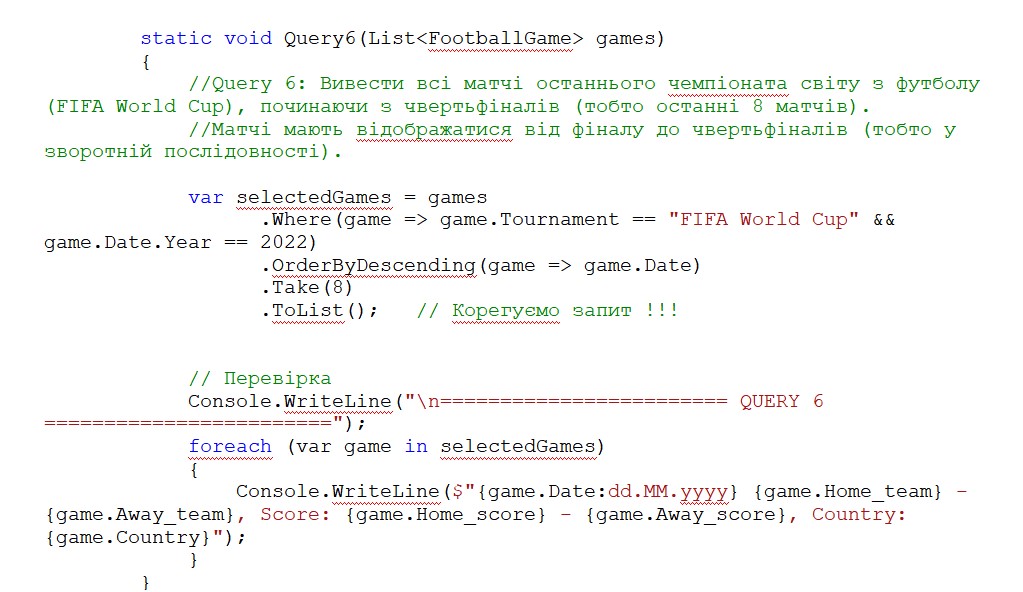 static void Query6(List<FootballGame> games)
{
//Query 6: Вивести всі матчі останнього чемпіоната світу з футболу
(FIFA World Cup), починаючи з чвертьфіналів (тобто останні 8 матчів).
//Матчі мають відображатися від фіналу до чвертьфіналів (тобто у
зворотній послідовності).
var selectedGames = games
.Where(game => game.Tournament == "FIFA World Cup" &&
game.Date.Year == 2022)
.OrderByDescending(game => game.Date)
.Take(8)
.ToList();   // Корегуємо запит !!!
// Перевірка
Console.WriteLine("\n======================== QUERY 6
========================");
foreach (var game in selectedGames)
{
Console.WriteLine($"{game.Date:dd.MM.yyyy} {game.Home_team} –
{game.Away_team}, Score: {game.Home_score} – {game.Away_score}, Country:
{game.Country}");
}
}